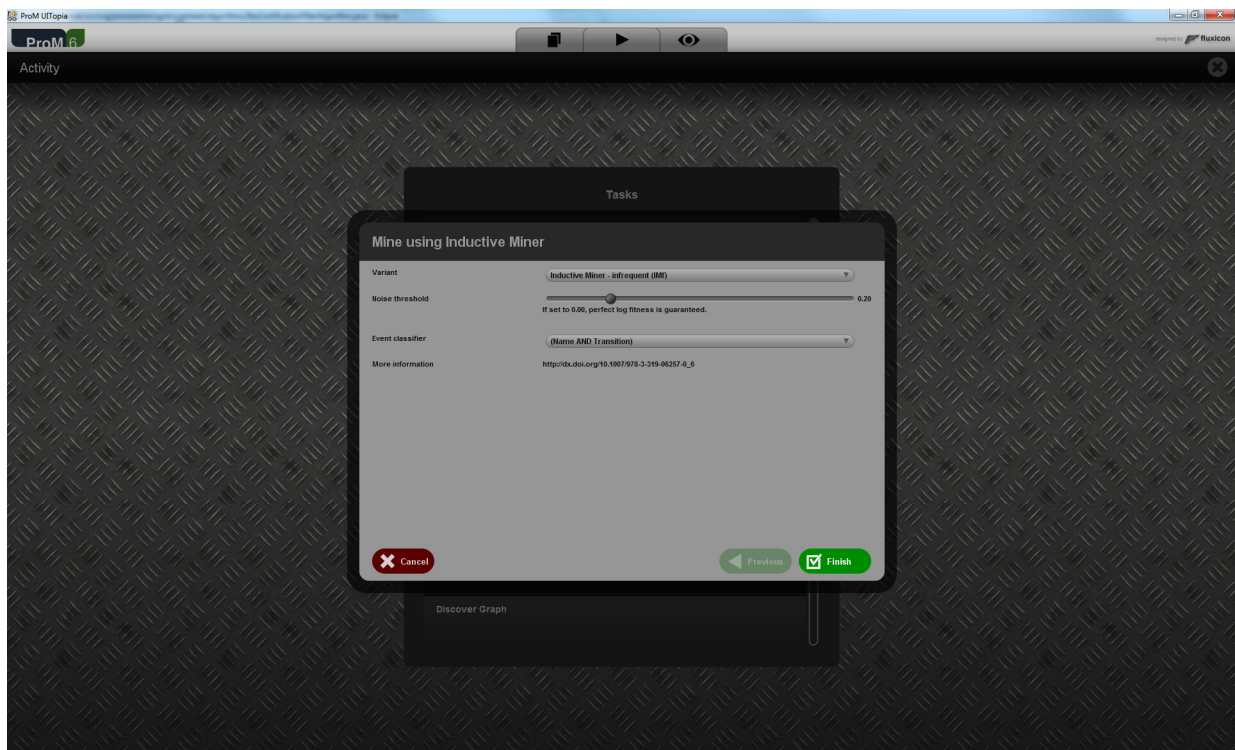 ProM UITopia
ProM 6
designed by fluxicon
Activity
Tasks
Mine using Inductive Miner
Variant
Inductive Miner - infrequent (IMf)
Noise threshold
0.20
If set to 0.00, perfect log fitness is guaranteed.
Event classifier
(Name AND Transition)
More information
http://dx.doi.org/10.1007/978-3-319-06257-0_6
Cancel
Previous
Finish
Discover Graph